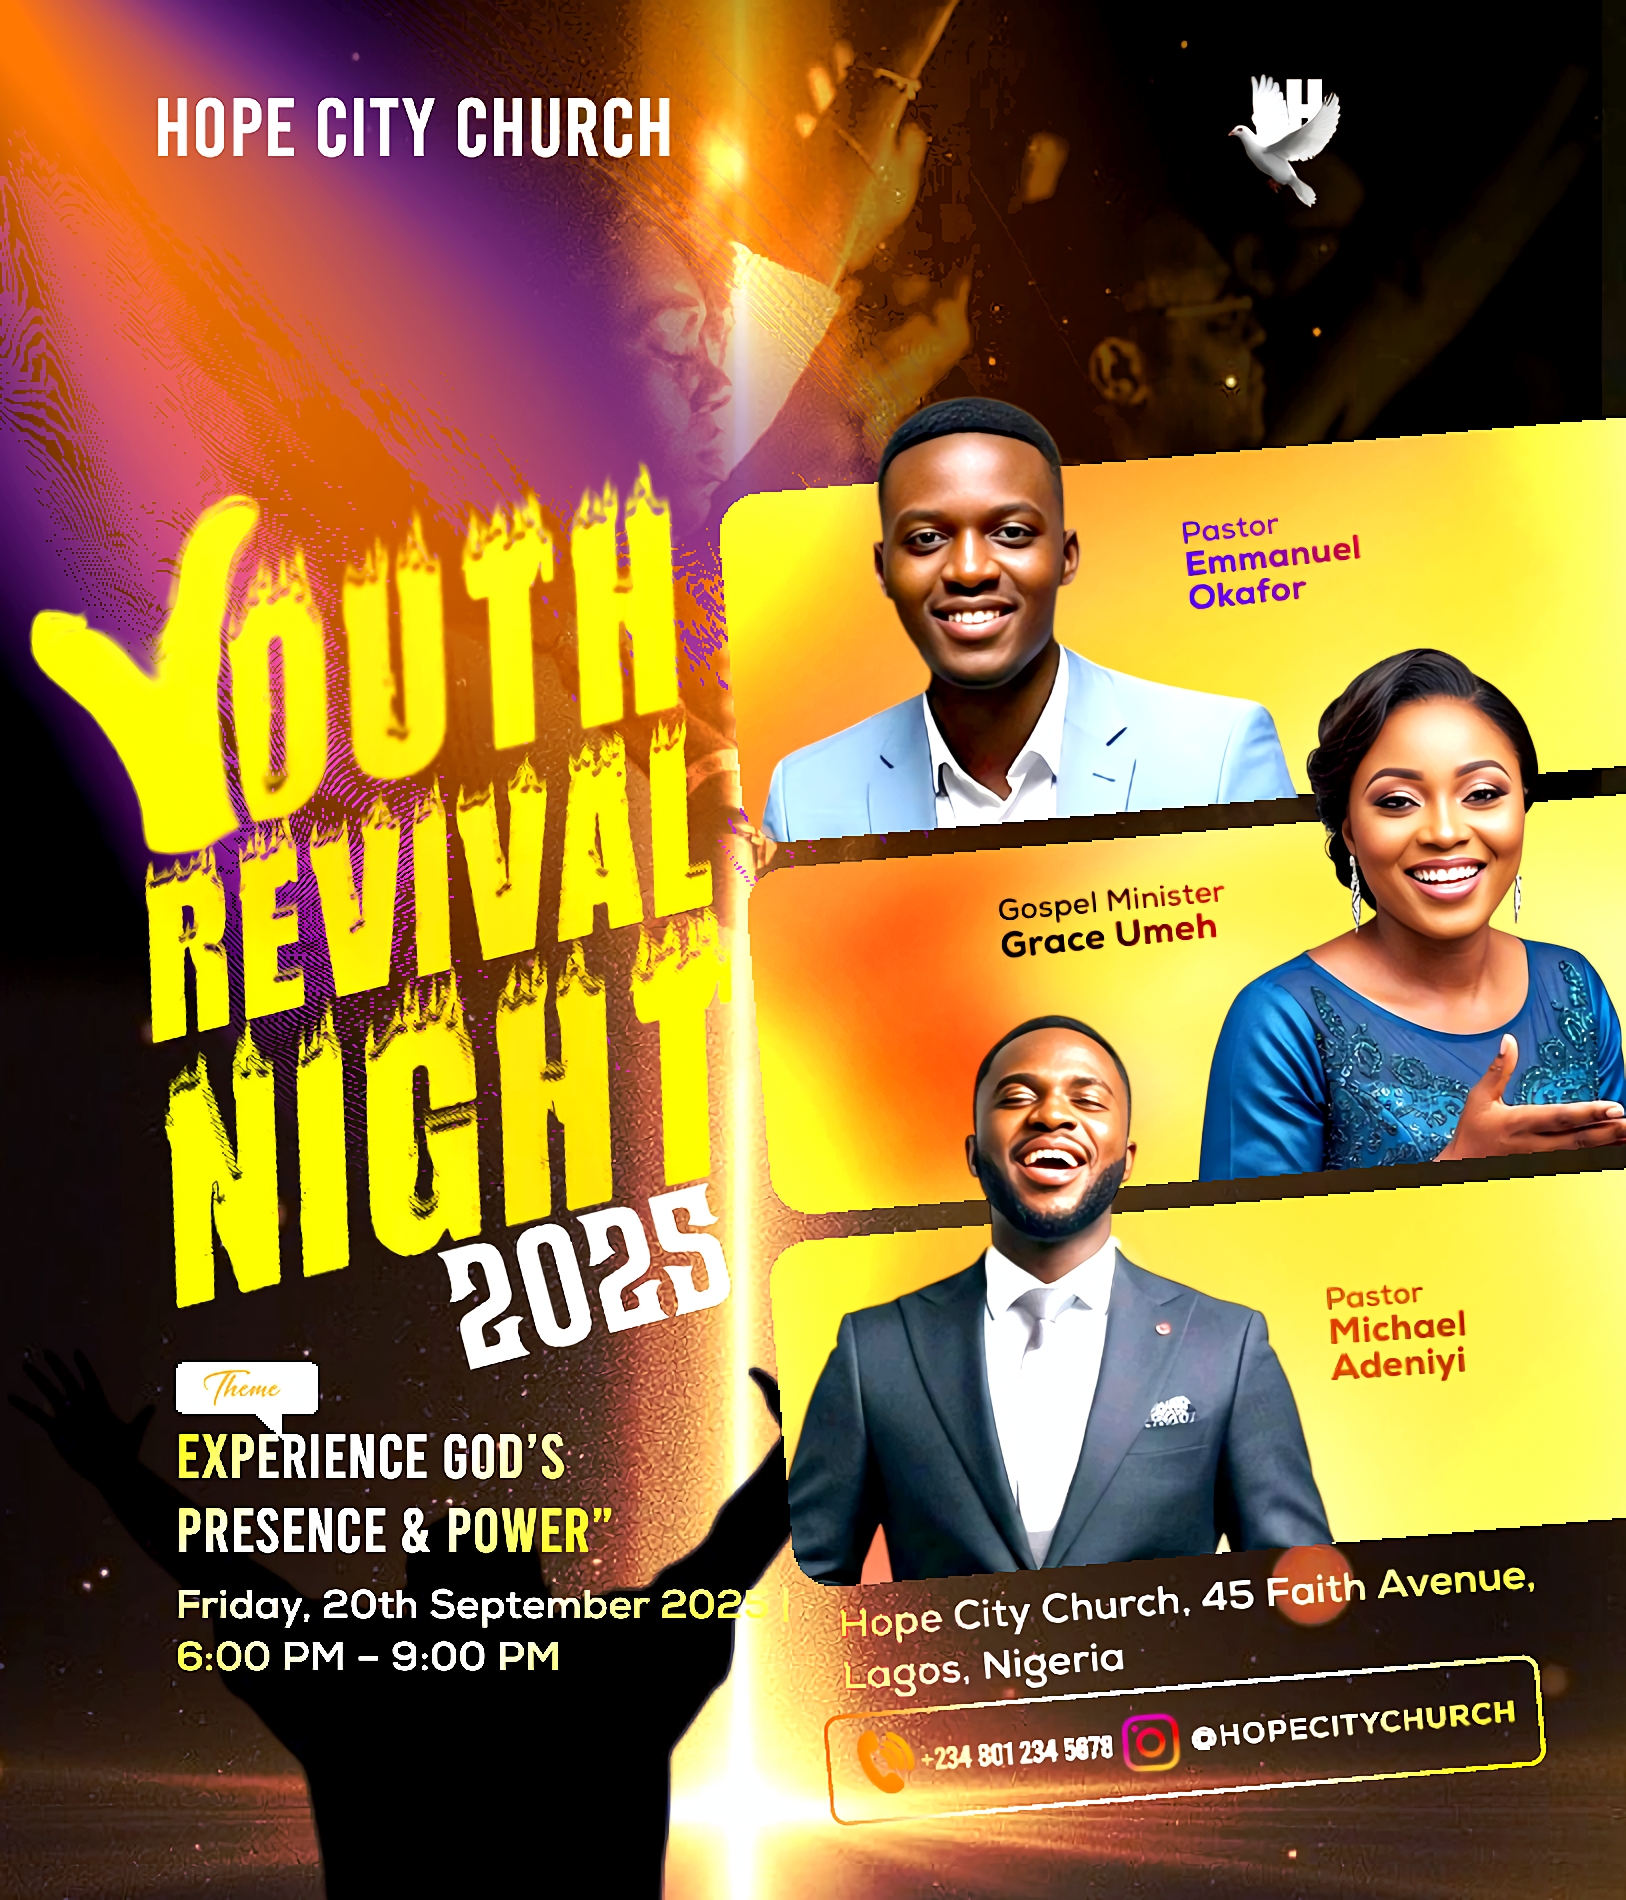 HOPE CITY CHURCH
H
YOUTH
REVIVAL
NIGHT
2025
Theme
EXPERIENCE GOD'S
PRESENCE & POWER”
Friday, 20th September 2025 |
6:00 PM – 9:00 PM
Pastor
Emmanuel
Okafor
Gospel Minister
Grace Umeh
Pastor
Michael
Adeniyi
Hope City Church, 45 Faith Avenue,
Lagos, Nigeria
+234 801 234 5678 @HOPECITYCHURCH